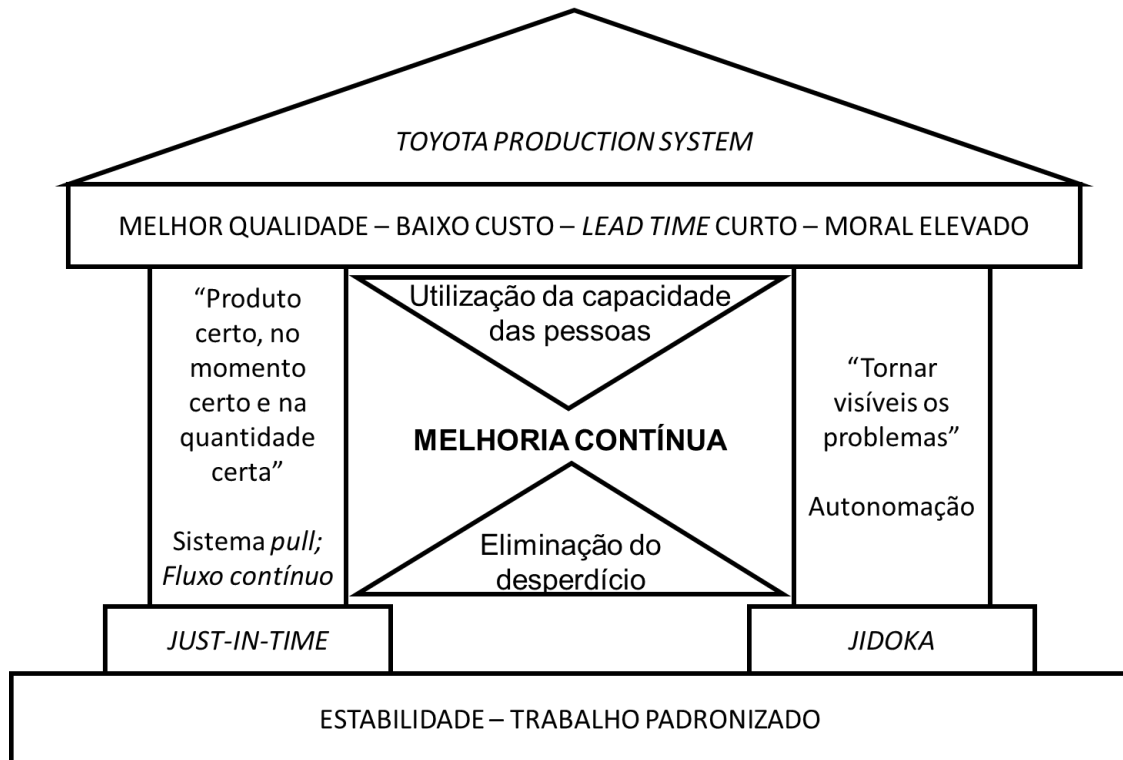 TOYOTA PRODUCTION SYSTEM
MELHOR QUALIDADE – BAIXO CUSTO – LEAD TIME CURTO – MORAL ELEVADO
“Produto
certo, no
momento
certo e na
quantidade
certa”
Sistema pull;
Fluxo contínuo
JUST-IN-TIME
Utilização da capacidade
das pessoas
MELHORIA CONTÍNUA
Eliminação do
desperdício
“Tornar
visíveis os
problemas”
Autonomação
JIDOKA
ESTABILIDADE – TRABALHO PADRONIZADO